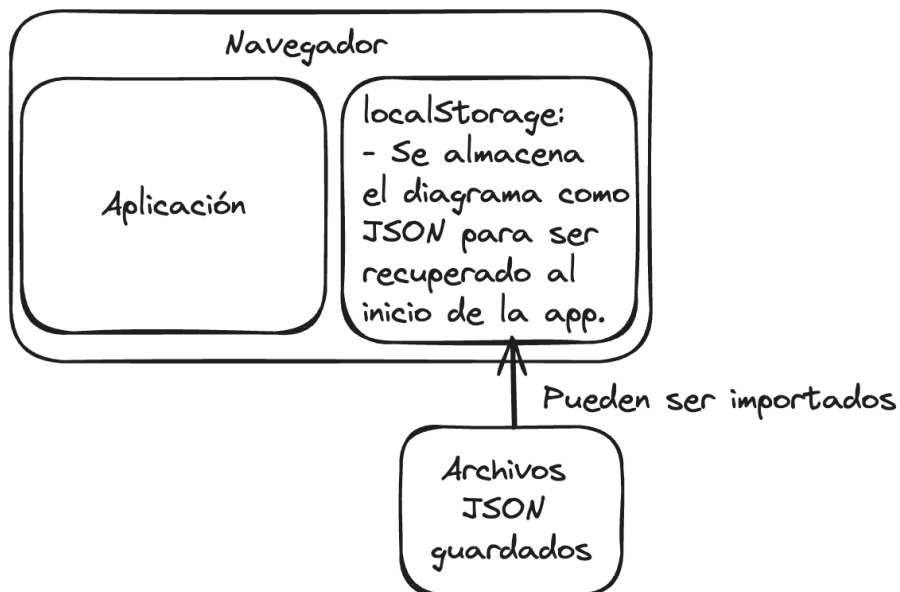 Navegador
Aplicación
localStorage:
- Se almacena
el diagrama como
JSON para ser
recuperado al
inicio de la app.
Pueden ser importados
Archivos
JSON
guardados